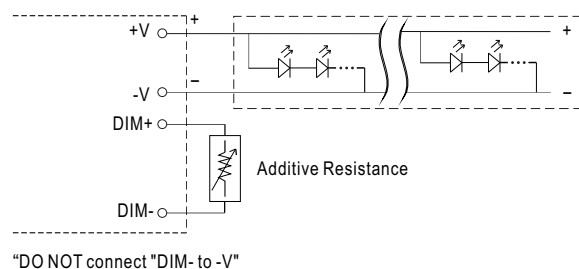 +
+V
+
−
-V
−
DIM+
Additive Resistance
DIM-
“DO NOT connect "DIM- to -V"